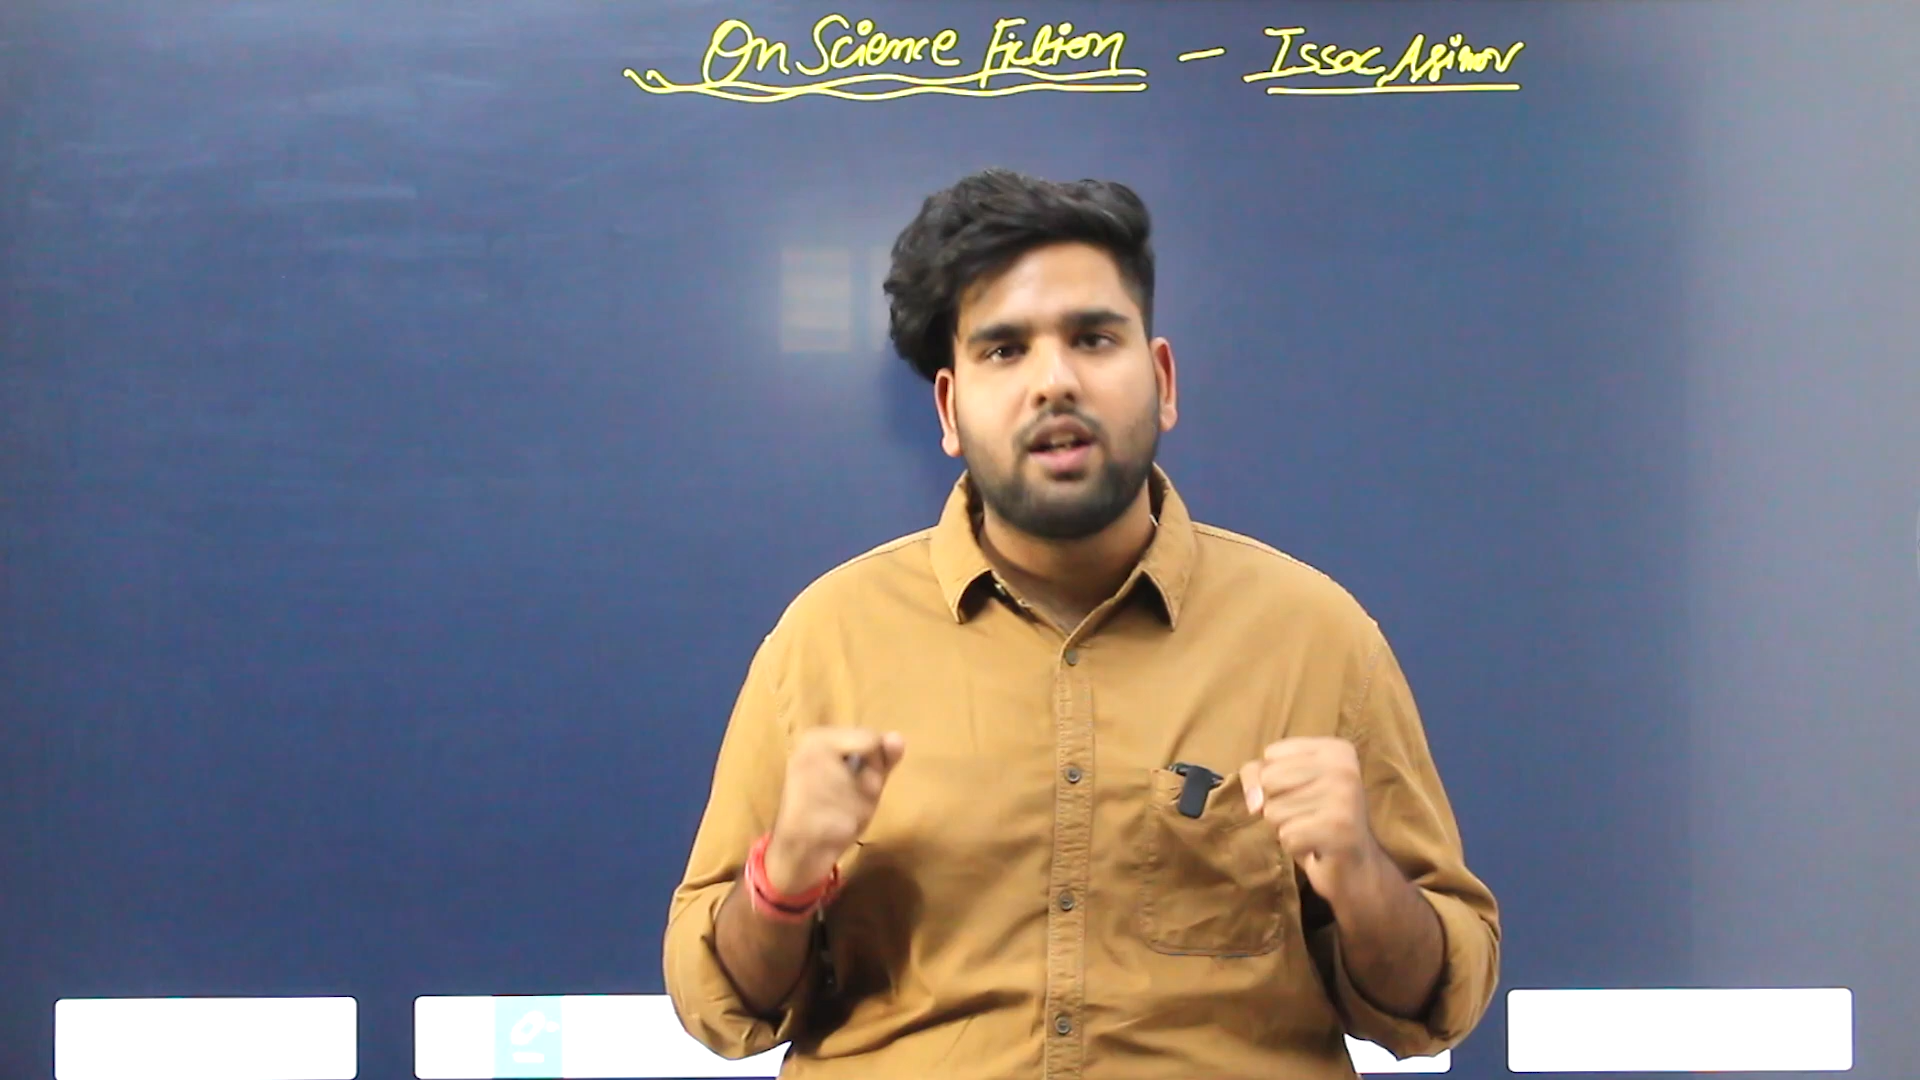 On Science Fiction – Issac Asimov